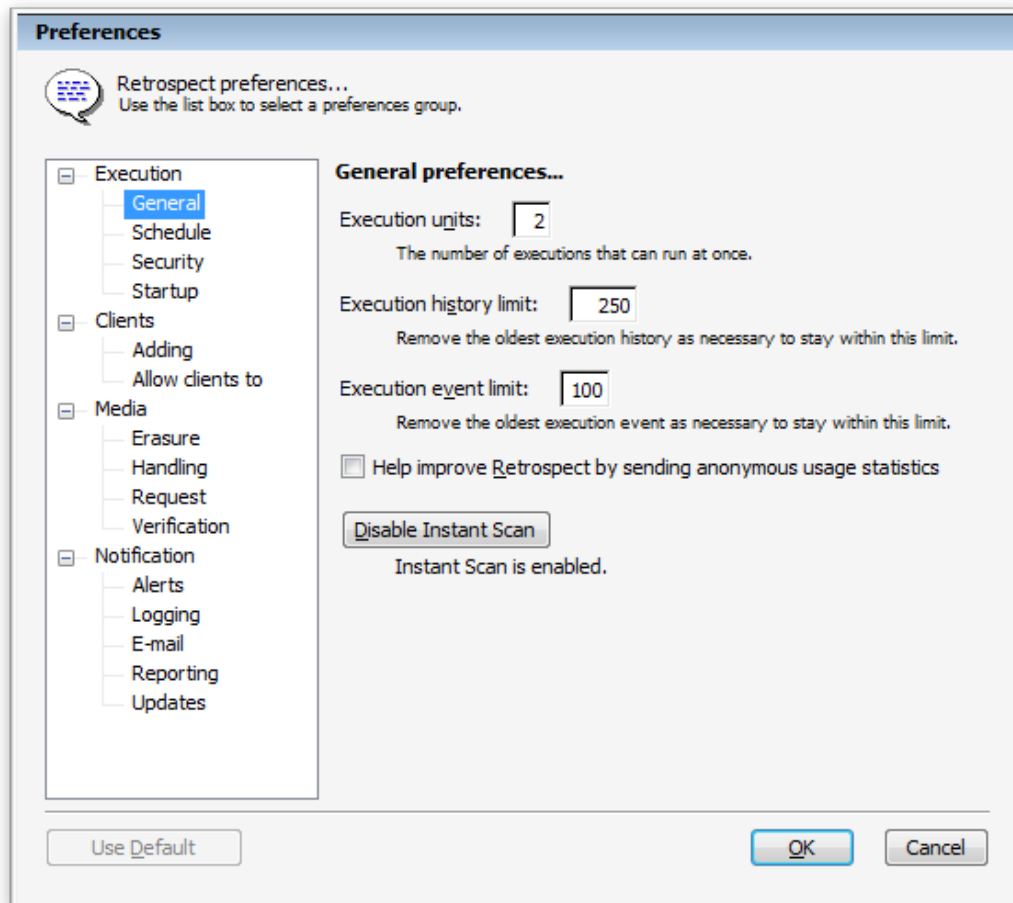 Preferences
Retrospect preferences...
Use the list box to select a preferences group.
Execution
General
Schedule
Security
Startup
Clients
Adding
Allow clients to
Media
Erasure
Handling
Request
Verification
Notification
Alerts
Logging
E-mail
Reporting
Updates
General preferences...
Execution units: 2
The number of executions that can run at once.
Execution history limit: 250
Remove the oldest execution history as necessary to stay within this limit.
Execution event limit: 100
Remove the oldest execution event as necessary to stay within this limit.
Help improve Retrospect by sending anonymous usage statistics
Disable Instant Scan
Instant Scan is enabled.
Use Default
OK
Cancel